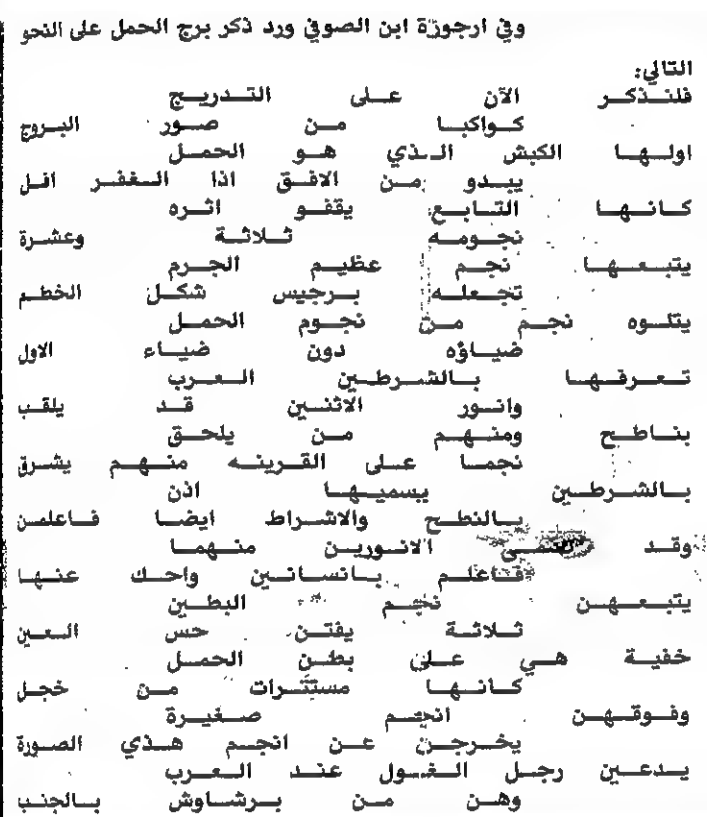 وفي ارجوزة ابن الصوفي ورد ذكر برج الحمل على النحو
التالي:
فلنذكر الآن على التدريج
كواكبا من صور البروج
اولها الكبش الذي هو الحمل
يبدو من الافق اذا الغفر افل
كانها التابع يقفو اثره
نجومه ثلاثة وعشرة
يتبعها نجم عظيم الجرم
تجعله برجيس شكل الخطم
يتلوه نجم من نجوم الحمل
ضياؤه دون ضياء الاول
تعرفها بالشرطين العرب
وانور الاثنين قد يلقب
بناطح ومنهم من يلحق
نجما على القرينه منهم يشرق
بالشرطين يسميها اذن
بالنطح والاشراط ايضا فاعلمن
وقد الانورين منهما
فاعلم بانسانين واحك عنها
يتبعهن نجم البطين
ثلاثة يفتن حس العين
خفية هي على بطن الحمل
كانها مستترات من خجل
وفوقهن انجم صغيرة
يخرجن عن انجم هذي الصورة
يدعين رجل الغول عند العرب
وهن من برشاوش بالجنب